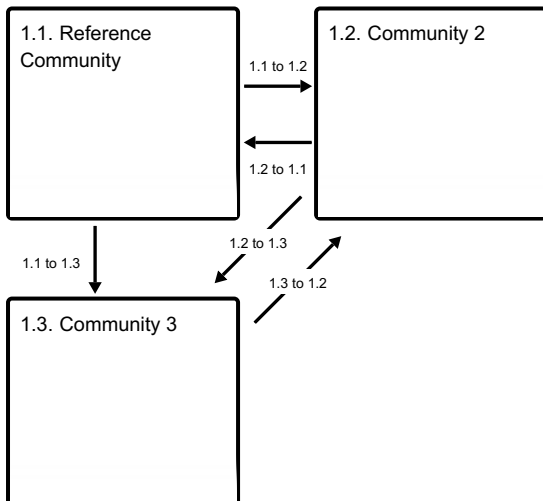 1.1. Reference
Community
1.2. Community 2
1.1 to 1.2
1.2 to 1.1
1.2 to 1.3
1.1 to 1.3
1.3 to 1.2
1.3. Community 3